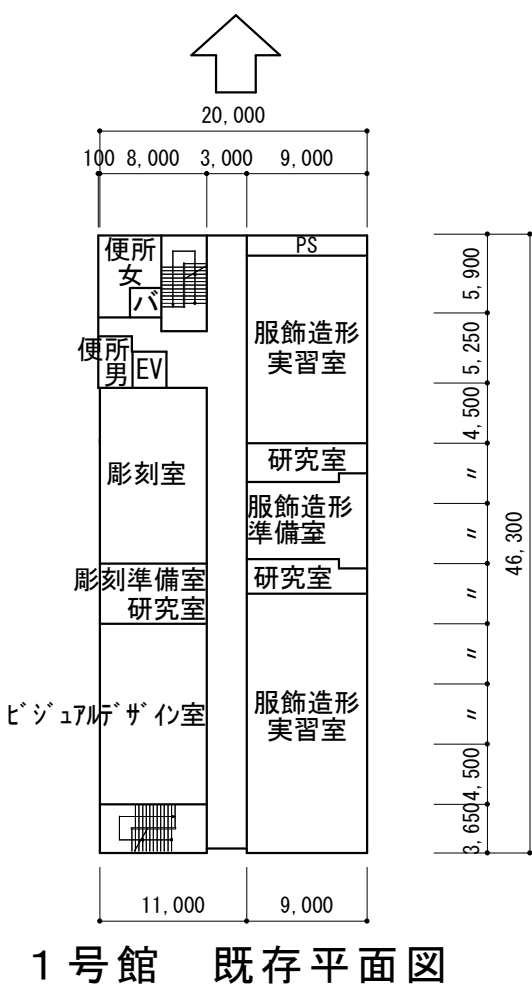 20,000
100 8,000 3,000 9,000
PS
便所
女
バ
5,900
服飾造形
実習室
5,250
便所
男
EV
4,500
研究室
〃
彫刻室
服飾造形
準備室
〃
46,300
彫刻準備室
研究室
研究室
〃
〃
ビジュアルデザイン室
服飾造形
実習室
〃
4,500
3,650
11,000 9,000
1号館 既存平面図